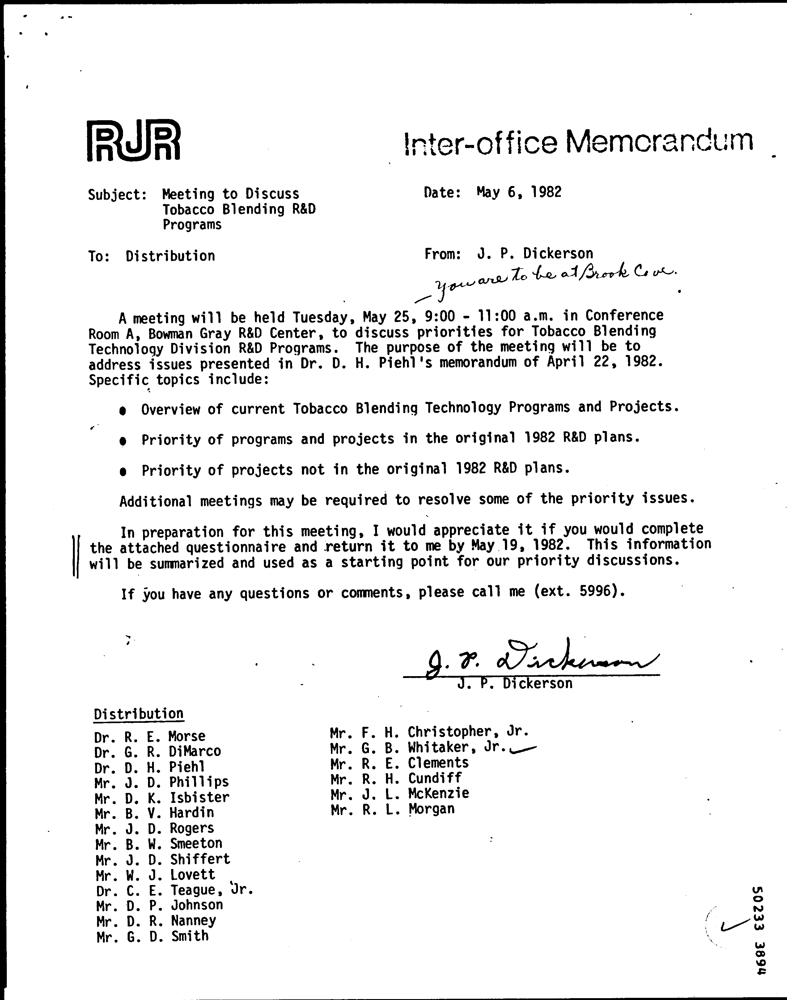 RJR
Inter-office Memorandum
Subject: Meeting to Discuss
Tobacco Blending R&D
Programs
Date: May 6, 1982
To: Distribution
From: J. P. Dickerson
- you are to be at Brook Cove.
A meeting will be held Tuesday, May 25, 9:00 - 11:00 a.m. in Conference
Room A, Bowman Gray R&D Center, to discuss priorities for Tobacco Blending
Technology Division R&D Programs. The purpose of the meeting will be to
address issues presented in Dr. D. H. Piehl's memorandum of April 22, 1982.
Specific topics include:
• Overview of current Tobacco Blending Technology Programs and Projects.
• Priority of programs and projects in the original 1982 R&D plans.
• Priority of projects not in the original 1982 R&D plans.
Additional meetings may be required to resolve some of the priority issues.
In preparation for this meeting, I would appreciate it if you would complete
the attached questionnaire and return it to me by May 19, 1982. This information
will be summarized and used as a starting point for our priority discussions.
If you have any questions or comments, please call me (ext. 5996).
J. P. Dickerson
J. P. Dickerson
Distribution
Dr. R. E. Morse
Dr. G. R. DiMarco
Dr. D. H. Piehl
Mr. J. D. Phillips
Mr. D. K. Isbister
Mr. B. V. Hardin
Mr. J. D. Rogers
Mr. B. W. Smeeton
Mr. J. D. Shiffert
Mr. W. J. Lovett
Dr. C. E. Teague, Jr.
Mr. D. P. Johnson
Mr. D. R. Nanney
Mr. G. D. Smith
Mr. F. H. Christopher, Jr.
Mr. G. B. Whitaker, Jr.
Mr. R. E. Clements
Mr. R. H. Cundiff
Mr. J. L. McKenzie
Mr. R. L. Morgan
50233 3894